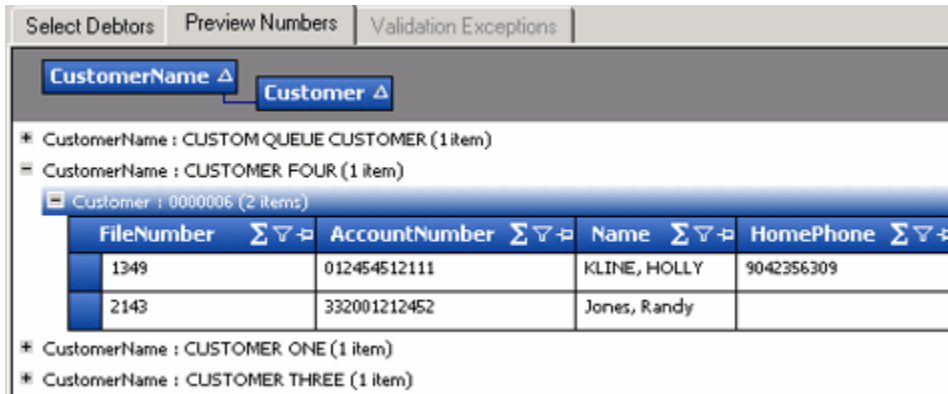 Select Debtors Preview Numbers Validation Exceptions
CustomerName
Customer
CustomerName : CUSTOM QUEUE CUSTOMER (1 item)
CustomerName : CUSTOMER FOUR (1 item)
Customer : 0000006 (2 items)
FileNumber AccountNumber Name HomePhone
1349 012454512111 KLINE, HOLLY 9042356309
2143 332001212452 Jones, Randy
CustomerName : CUSTOMER ONE (1 item)
CustomerName : CUSTOMER THREE (1 item)